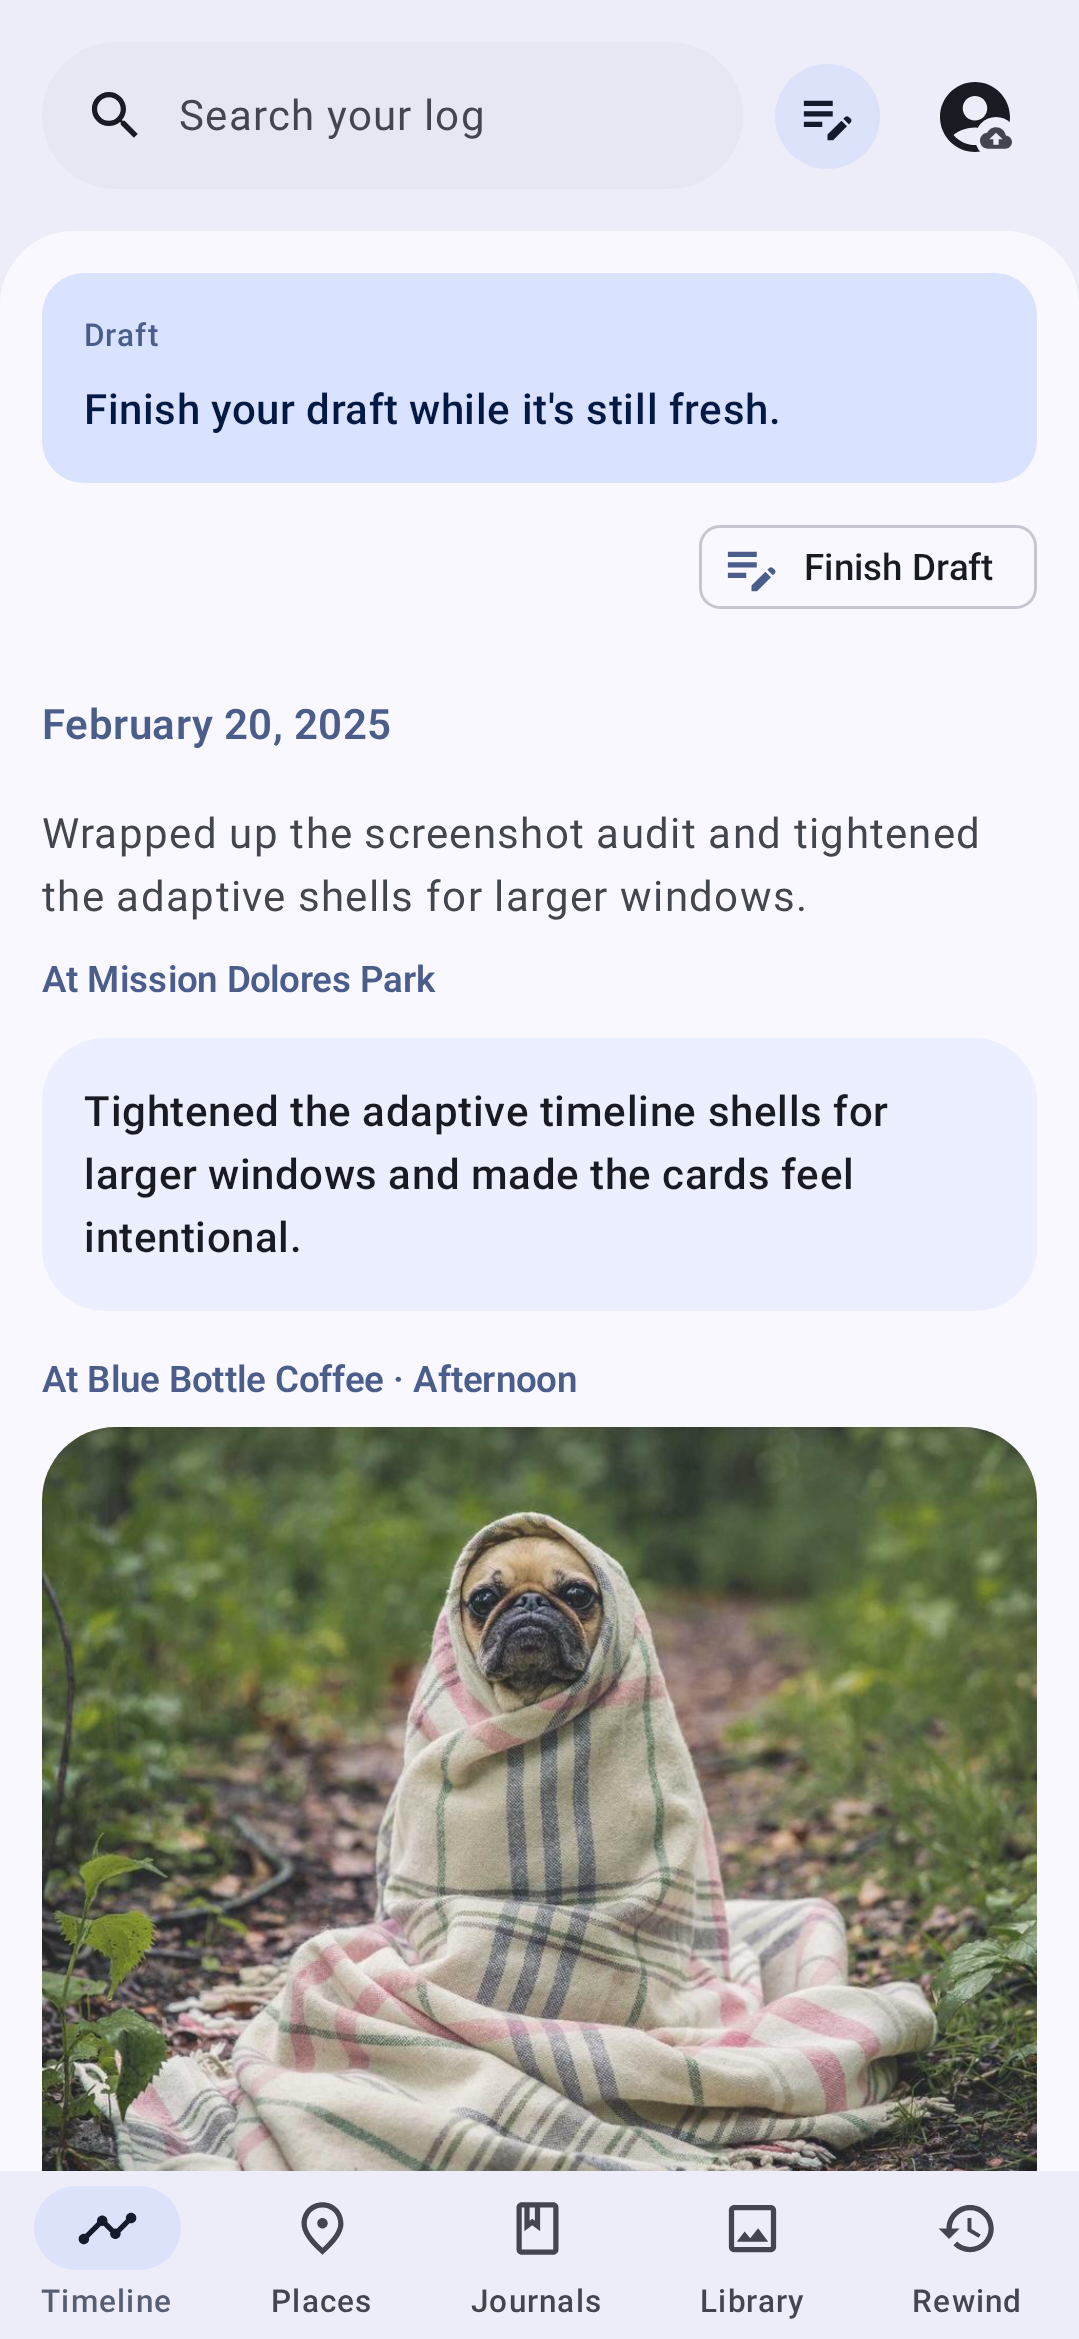 Search your log
Draft
Finish your draft while it's still fresh.
Finish Draft
February 20, 2025
Wrapped up the screenshot audit and tightened
the adaptive shells for larger windows.
At Mission Dolores Park
Tightened the adaptive timeline shells for
larger windows and made the cards feel
intentional.
At Blue Bottle Coffee · Afternoon
Timeline
Places
Journals
Library
Rewind